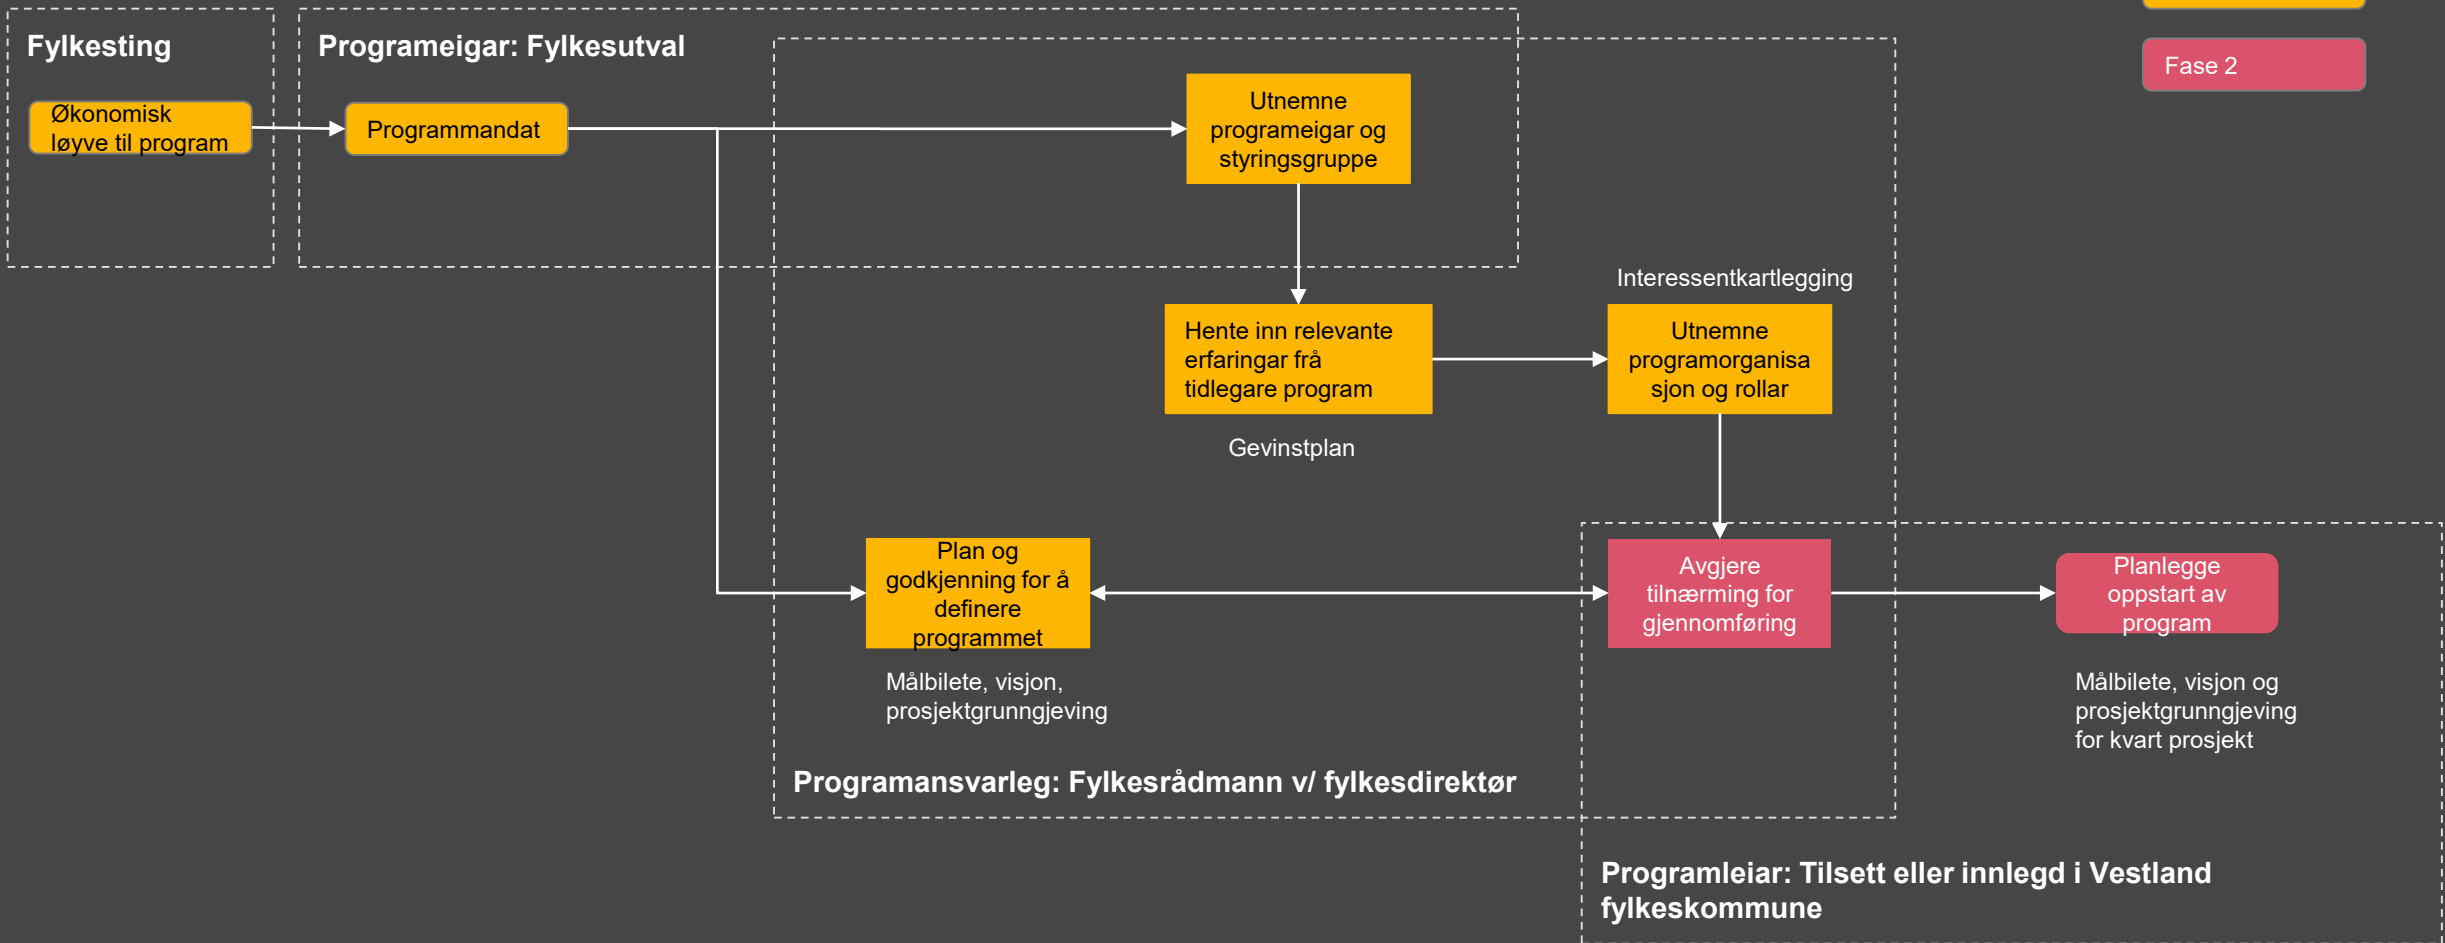 Fylkesting
Programeigar: Fylkesutval
Fase 2
Økonomisk
løyve til program
Programmandat
Utnemne
programeigar og
styringsgruppe
Interessentkartlegging
Hente inn relevante
erfaringar frå
tidlegare program
Utnemne
programorganisa
sjon og rollar
Gevinstplan
Plan og
godkjenning for å
definere
programmet
Avgjere
tilnærming for
gjennomføring
Planlegge
oppstart av
program
Målbilete, visjon,
prosjektgrunngjeving
Målbilete, visjon og
prosjektgrunngjeving
for kvart prosjekt
Programansvarleg: Fylkesrådmann v/ fylkesdirektør
Programleiar: Tilsett eller innlegd i Vestland
fylkeskommune